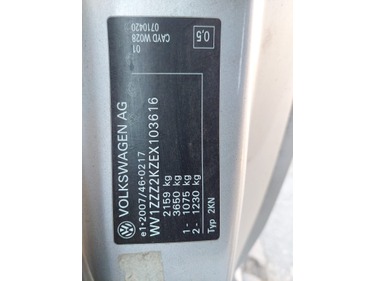 VOLKSWAGEN AG
e1*2007/46*0217
WV1ZZZ2KZEX103616
2159 kg
3650 kg
1- 1075 kg
2- 1230 kg
Typ 2KN
01
CAYD W028
0710420
0,5